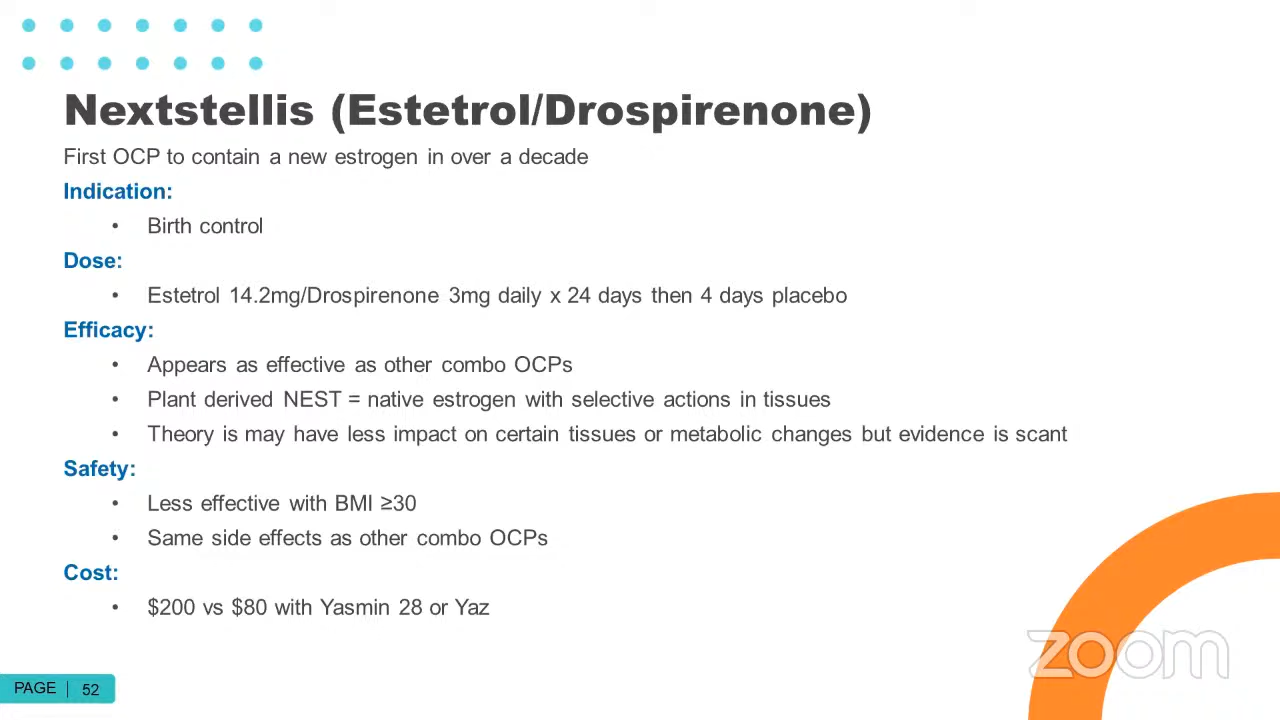 Nextstellis (Estetrol/Drospirenone)
First OCP to contain a new estrogen in over a decade
Indication:
• Birth control
Dose:
• Estetrol 14.2mg/Drospirenone 3mg daily x 24 days then 4 days placebo
Efficacy:
• Appears as effective as other combo OCPs
• Plant derived NEST = native estrogen with selective actions in tissues
• Theory is may have less impact on certain tissues or metabolic changes but evidence is scant
Safety:
• Less effective with BMI ≥30
• Same side effects as other combo OCPs
Cost:
• $200 vs $80 with Yasmin 28 or Yaz
zoom
PAGE | 52